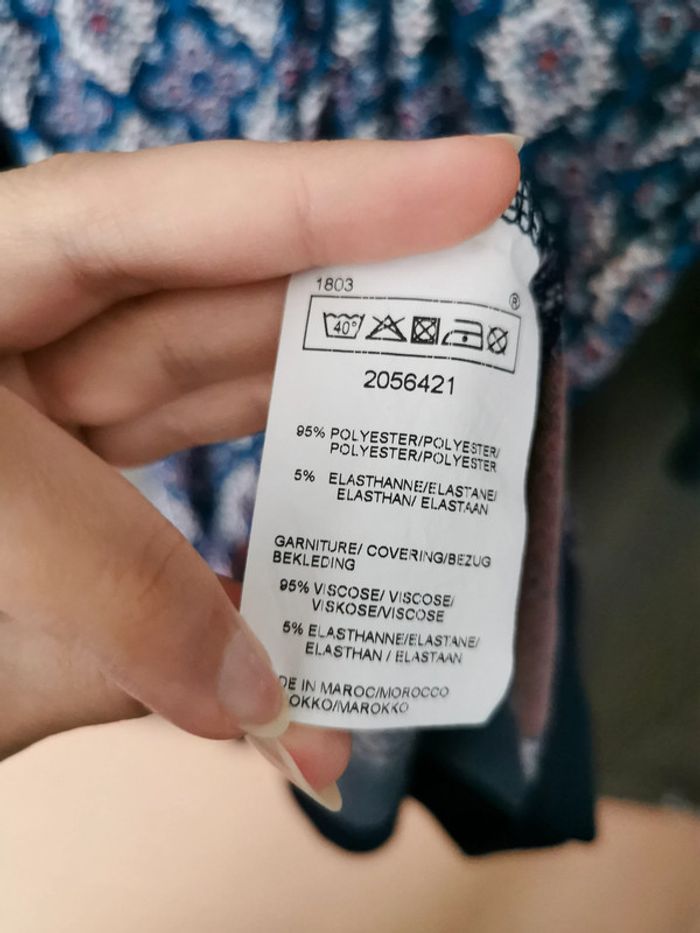 1803
®
40°
2056421
95% POLYESTER/POLYESTER/
POLYESTER/POLYESTER
5% ELASTHANNE/ELASTANE/
ELASTHAN/ ELASTAAN
GARNITURE/ COVERING/BEZUG
BEKLEDING
95% VISCOSE/ VISCOSE/
VISKOSE/VISCOSE
5% ELASTHANNE/ELASTANE/
ELASTHAN / ELASTAAN
DE IN MAROC/MOROCCO
OKKO/MAROKKO